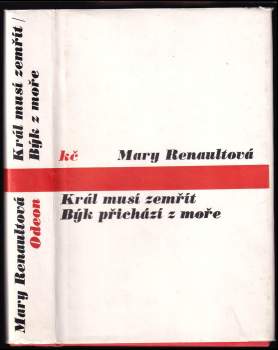 Mary Renaultová
Odeon
Král musí zemřít /
Býk z moře
kč
Mary Renaultová
Král musí zemřít
Býk přichází z moře